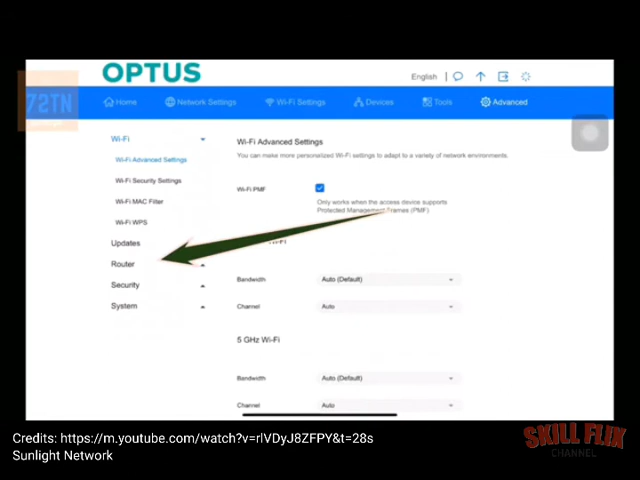 OPTUS
English
72TN
Home Network Settings Wi-Fi Settings Devices Tools Advanced
Wi-Fi
Wi-Fi Advanced Settings
Wi-Fi Security Settings
Wi-Fi MAC Filter
Wi-Fi WPS
Updates
Router
Security
System
Wi-Fi Advanced Settings
You can make more personalized Wi-Fi settings to adapt to a variety of network environments.
Wi-Fi PMF
Only works when the access device supports
Protected Management Frames (PMF)
Bandwidth Auto (Default)
Channel Auto
5 GHz Wi-Fi
Bandwidth Auto (Default)
Channel Auto
Credits: https://m.youtube.com/watch?v=rlVDyJ8ZFPY&t=28s
Sunlight Network
SKILL FLIX
CHANNEL